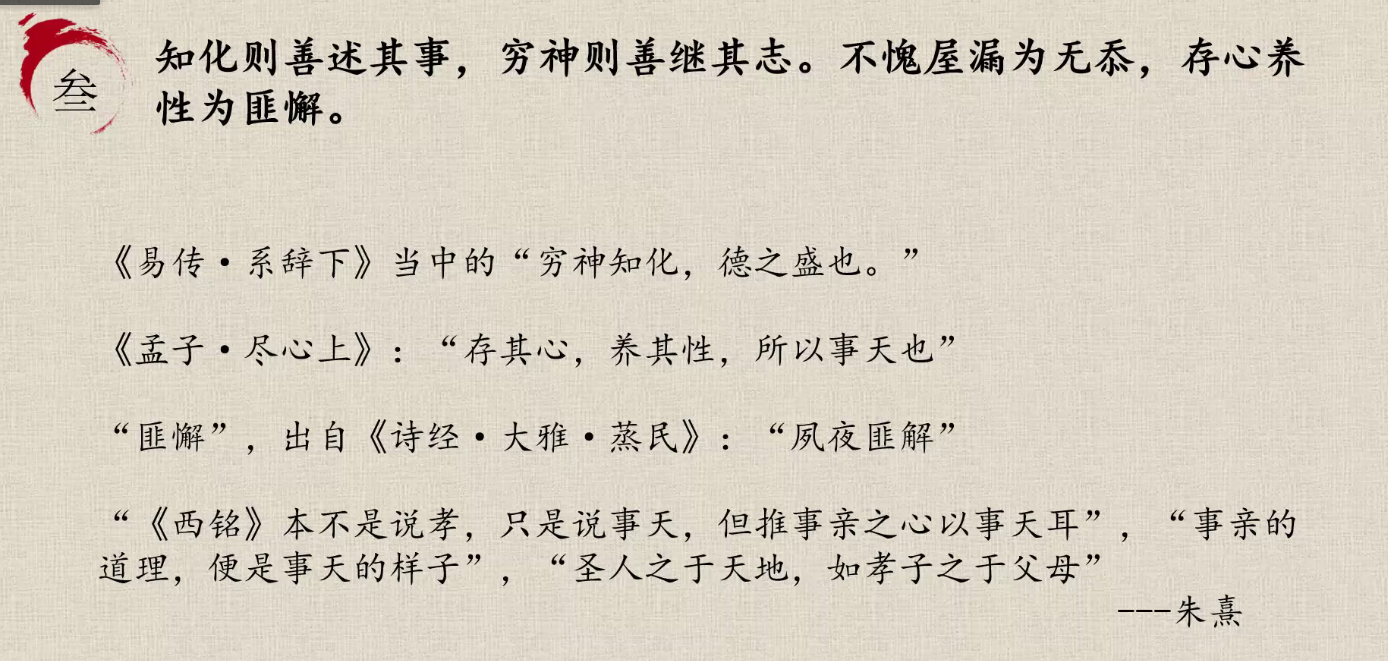 叁
知化则善述其事，穷神则善继其志。不愧屋漏为无忝，存心养
性为匪懈。
《易传·系辞下》当中的“穷神知化，德之盛也。”
《孟子·尽心上》：“存其心，养其性，所以事天也”
“匪懈”，出自《诗经·大雅·蒸民》：“夙夜匪解”
“《西铭》本不是说孝，只是说事天，但推事亲之心以事天耳”，“事亲的
道理，便是事天的样子”，“圣人之于天地，如孝子之于父母”
---朱熹